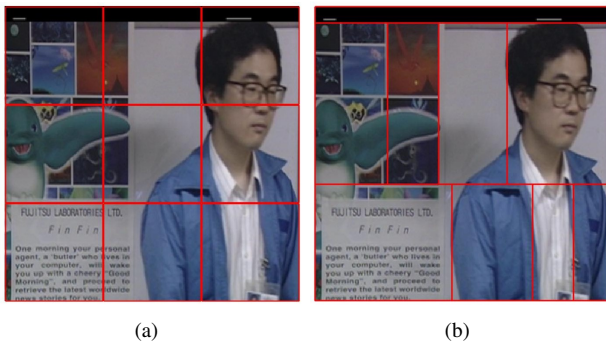 FUJITSU LABORATORIES LTD.
Fin Fin
One morning your personal
agent, a 'butler' who lives in
your computer, will wake
you up with a cheery "Good
Morning", and proceed to
retrieve the latest worldwide
news stories for you.
FUJITSU LABORATORIES LTD.
Fin Fin
One morning your personal
agent, a 'butler' who lives in
your computer, will wake
you up with a cheery "Good
Morning", and proceed to
retrieve the latest worldwide
news stories for you.
(a)
(b)